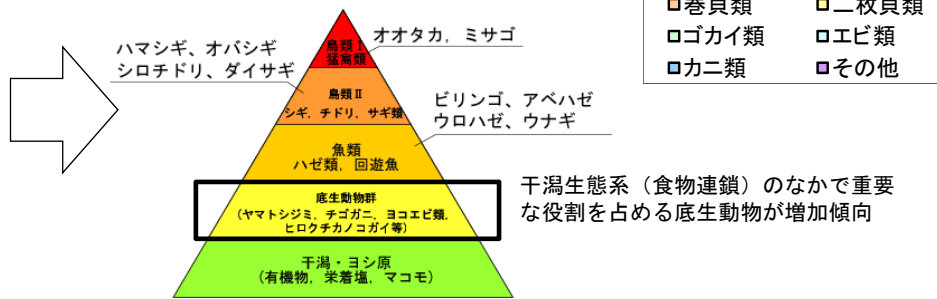 巻貝類
二枚貝類
ゴカイ類
エビ類
カニ類
その他
ハマシギ、オバシギ
シロチドリ、ダイサギ
鳥類Ⅰ
猛禽類
オオタカ, ミサゴ
鳥類Ⅱ
シギ, チドリ, サギ類
ビリンゴ、アベハゼ
ウロハゼ、ウナギ
魚類
ハゼ類, 回遊魚
底生動物群
(ヤマトシジミ, チゴガニ, ヨコエビ類,
ヒロクチカノコガイ等)
干潟生態系（食物連鎖）のなかで重要
な役割を占める底生動物が増加傾向
干潟・ヨシ原
(有機物, 栄着塩, マコモ)